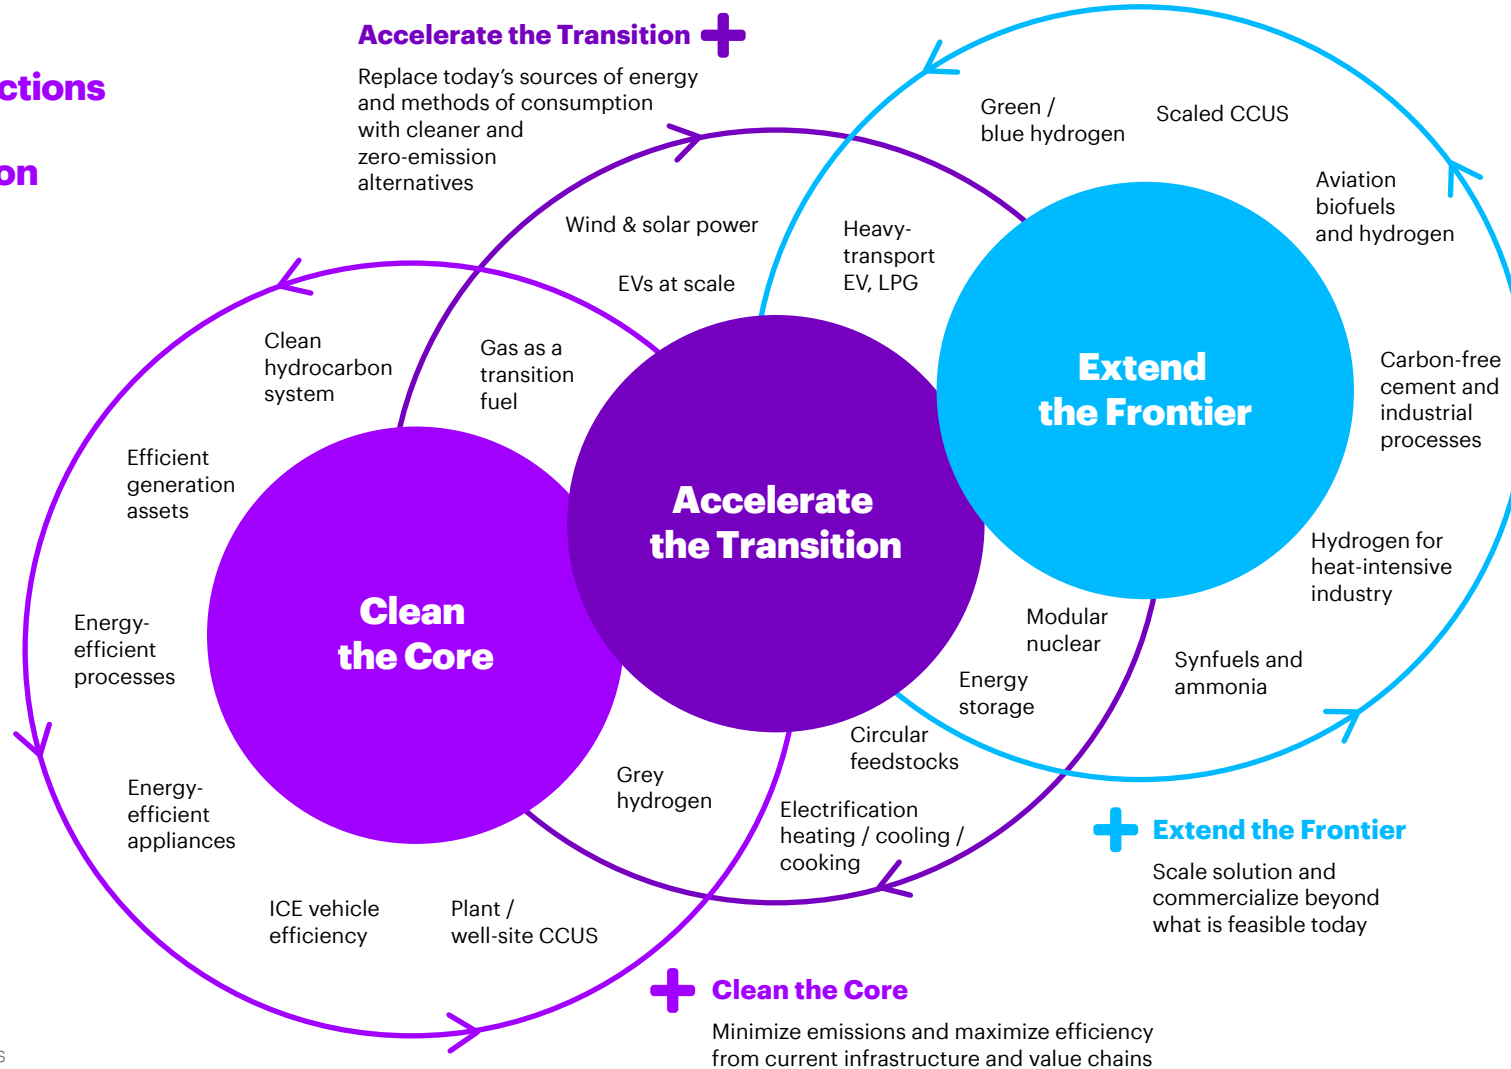 ctions
on
Accelerate the Transition
Replace today's sources of energy
and methods of consumption
with cleaner and
zero-emission
alternatives
Wind & solar power
EVs at scale
Heavy-
transport
EV, LPG
Green /
blue hydrogen
Scaled CCUS
Aviation
biofuels
and hydrogen
Carbon-free
cement and
industrial
processes
Hydrogen for
heat-intensive
industry
Synfuels and
ammonia
Extend
the Frontier
Accelerate
the Transition
Clean
the Core
Clean
hydrocarbon
system
Gas as a
transition
fuel
Efficient
generation
assets
Energy-
efficient
processes
Energy-
efficient
appliances
ICE vehicle
efficiency
Plant /
well-site CCUS
Grey
hydrogen
Modular
nuclear
Energy
storage
Circular
feedstocks
Electrification
heating / cooling /
cooking
Extend the Frontier
Scale solution and
commercialize beyond
what is feasible today
Clean the Core
Minimize emissions and maximize efficiency
from current infrastructure and value chains